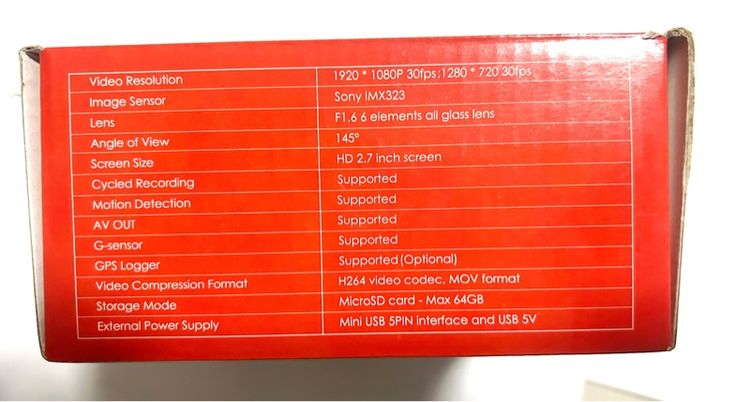 Video Resolution 1920 * 1080P 30fps;1280 * 720 30fps
Image Sensor Sony IMX323
Lens F1.6 6 elements all glass lens
Angle of View 145°
Screen Size HD 2.7 inch screen
Cycled Recording Supported
Motion Detection Supported
AV OUT Supported
G-sensor Supported
GPS Logger Supported(Optional)
Video Compression Format H264 video codec, MOV format
Storage Mode MicroSD card - Max 64GB
External Power Supply Mini USB 5PIN interface and USB 5V